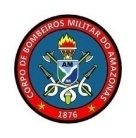 CORPO DE BOMBEIROS MILITAR DO AMAZONAS
AM
1876